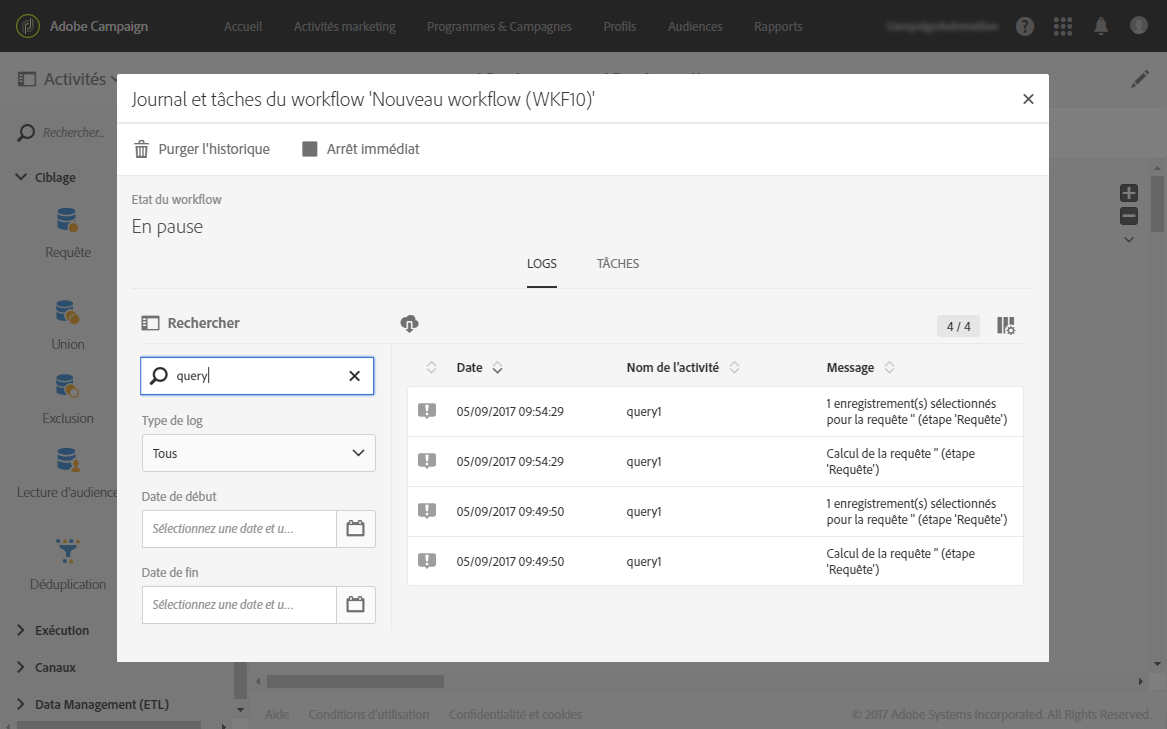 Adobe Campaign
Accueil
Activités marketing
Programmes & Campagnes
Profils
Audiences
Rapports
Activités
Rechercher...
Ciblage
Requête
Union
Exclusion
Lecture d'audience
Déduplication
Exécution
Canaux
Data Management (ETL)
Journal et tâches du workflow 'Nouveau workflow (WKF10)'
Purger l'historique
Arrêt immédiat
Etat du workflow
En pause
LOGS
TÂCHES
Rechercher
4 / 4
query
Type de log
Tous
Date de début
Sélectionnez une date et u...
Date de fin
Sélectionnez une date et u...
Date Nom de l'activité Message
05/09/2017 09:54:29 query1 1 enregistrement(s) sélectionnés
pour la requête '' (étape 'Requête')
05/09/2017 09:54:29 query1 Calcul de la requête '' (étape
'Requête')
05/09/2017 09:49:50 query1 1 enregistrement(s) sélectionnés
pour la requête '' (étape 'Requête')
05/09/2017 09:49:50 query1 Calcul de la requête '' (étape
'Requête')
Aide
Conditions d'utilisation
Confidentialité et cookies
© 2017 Adobe Systems Incorporated. All Rights Reserved.